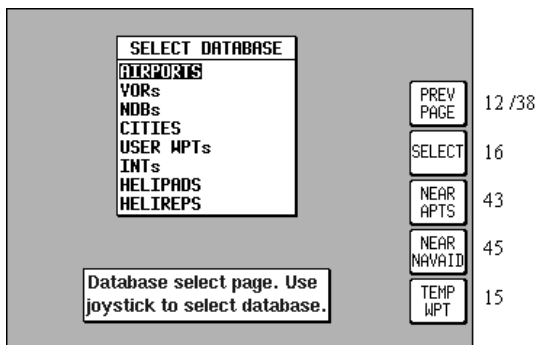 SELECT DATABASE
AIRPORTS
VORs
NDBs
CITIES
USER WPTs
INTs
HELIPADS
HELIREPS
Database select page. Use
joystick to select database.
PREV
PAGE
12 /38
SELECT
16
NEAR
APTS
43
NEAR
NAVAID
45
TEMP
WPT
15